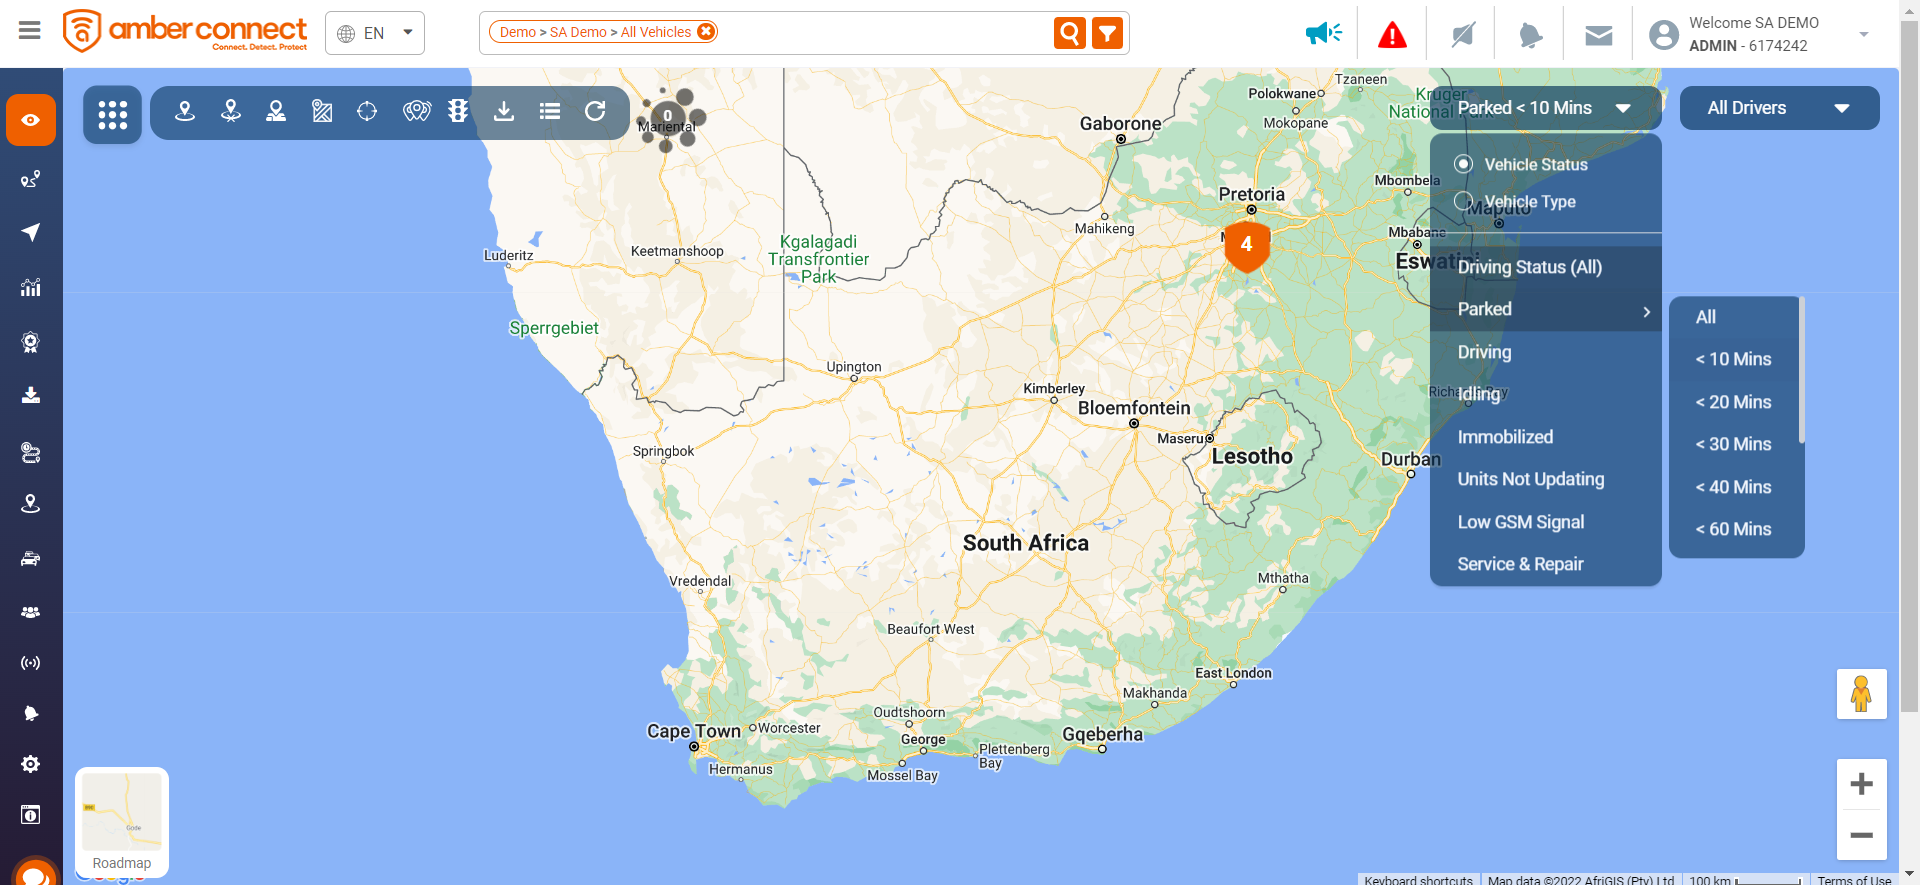 amber connect
Connect. Detect. Protect
EN
Demo > SA Demo > All Vehicles
Welcome SA DEMO
ADMIN - 6174242
Parked < 10 Mins
All Drivers
Vehicle Status
Vehicle Type
Driving Status (All)
Parked
Driving
Idling
Immobilized
Units Not Updating
Low GSM Signal
Service & Repair
All
< 10 Mins
< 20 Mins
< 30 Mins
< 40 Mins
< 60 Mins
0
Mariental
Tzaneen
Polokwane
Kruger
National Park
Mokopane
Gaborone
Pretoria
Mbombela
Maputo
Mahikeng
4
Mbabane
Eswatini
Kgalagadi
Transfrontier
Park
Keetmanshoop
Luderitz
Sperrgebiet
Upington
Kimberley
Bloemfontein
Maseru
Lesotho
Richards Bay
Durban
Springbok
South Africa
Mthatha
Vredendal
Beaufort West
East London
Makhanda
Oudtshoorn
Cape Town
Worcester
George
Gqeberha
Plettenberg
Bay
Hermanus
Mossel Bay
Gode
Roadmap
Google
Keyboard shortcuts
Map data ©2022 AfriGIS (Pty) Ltd
100 km
Terms of Use